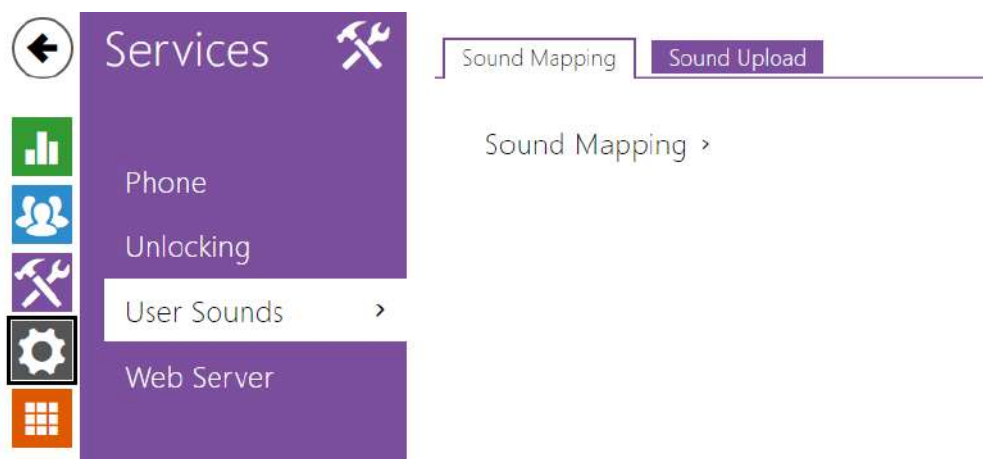 Services
Sound Mapping
Sound Upload
Sound Mapping ›
Phone
Unlocking
User Sounds ›
Web Server